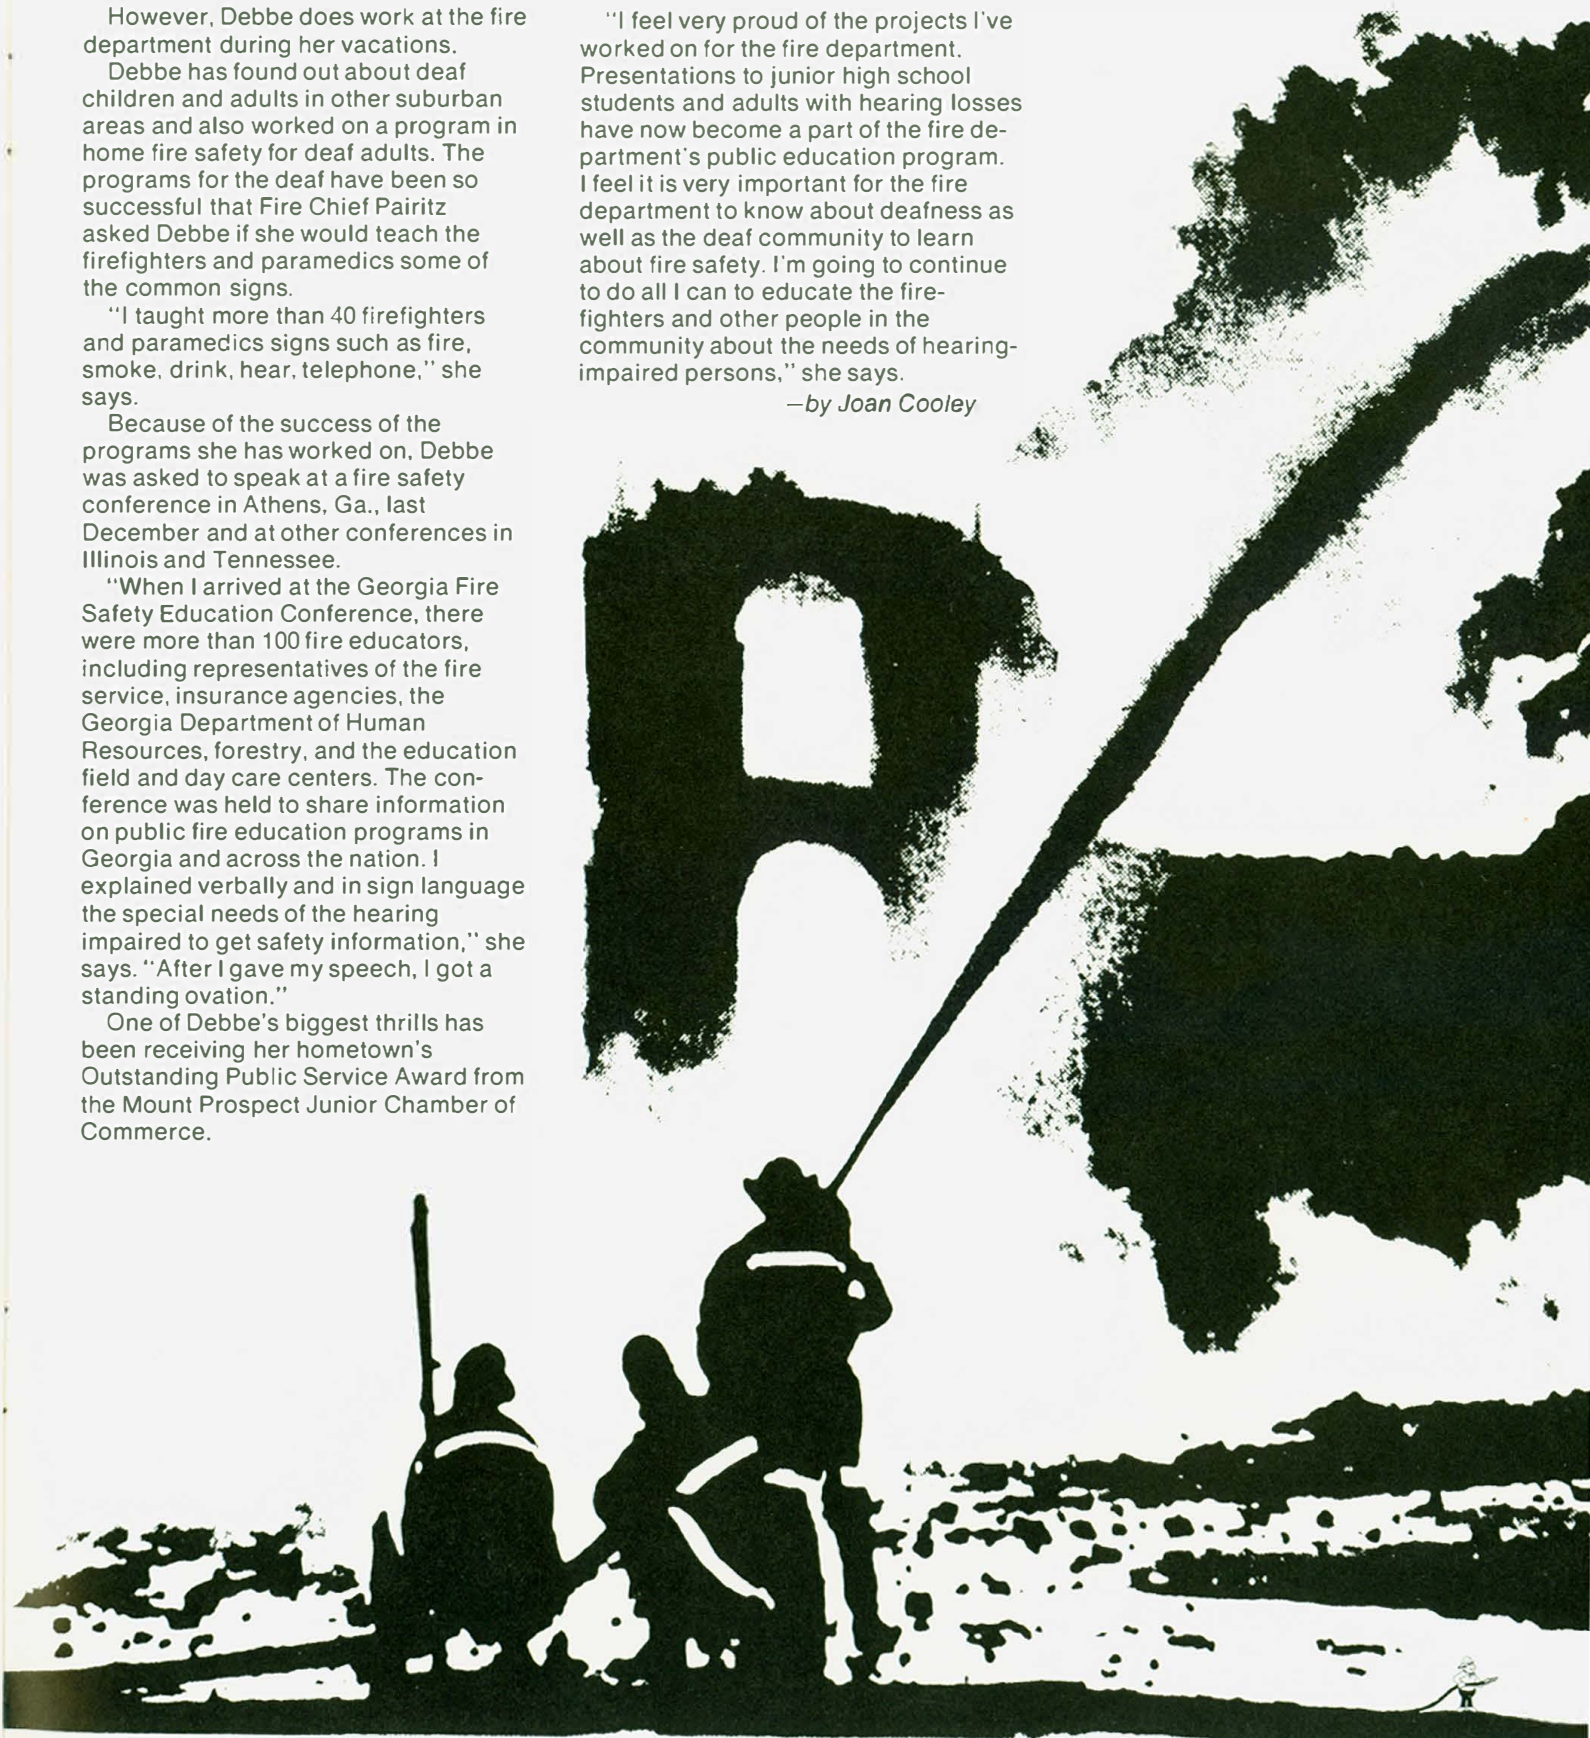 However, Debbe does work at the fire
department during her vacations.
Debbe has found out about deaf
children and adults in other suburban
areas and also worked on a program in
home fire safety for deaf adults. The
programs for the deaf have been so
successful that Fire Chief Pairitz
asked Debbe if she would teach the
firefighters and paramedics some of
the common signs.
"I taught more than 40 firefighters
and paramedics signs such as fire,
smoke, drink, hear, telephone," she
says.
Because of the success of the
programs she has worked on, Debbe
was asked to speak at a fire safety
conference in Athens, Ga., last
December and at other conferences in
Illinois and Tennessee.
"When I arrived at the Georgia Fire
Safety Education Conference, there
were more than 100 fire educators,
including representatives of the fire
service, insurance agencies, the
Georgia Department of Human
Resources, forestry, and the education
field and day care centers. The con-
ference was held to share information
on public fire education programs in
Georgia and across the nation. I
explained verbally and in sign language
the special needs of the hearing
impaired to get safety information," she
says. "After I gave my speech, I got a
standing ovation."
One of Debbe's biggest thrills has
been receiving her hometown's
Outstanding Public Service Award from
the Mount Prospect Junior Chamber of
Commerce.
"I feel very proud of the projects I've
worked on for the fire department.
Presentations to junior high school
students and adults with hearing losses
have now become a part of the fire de-
partment's public education program.
I feel it is very important for the fire
department to know about deafness as
well as the deaf community to learn
about fire safety. I'm going to continue
to do all I can to educate the fire-
fighters and other people in the
community about the needs of hearing-
impaired persons," she says.
—by Joan Cooley